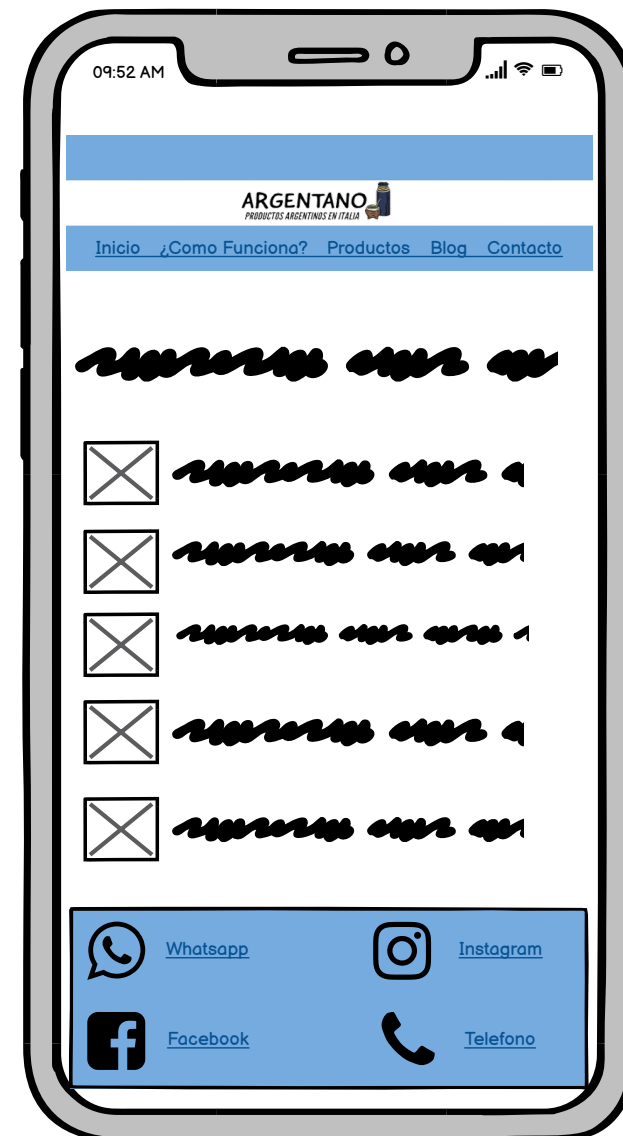 09:52 AM
ARGENTANO
PRODUCTOS ARGENTINOS EN ITALIA
Inicio ¿Como Funciona? Productos Blog Contacto
Whatsapp Instagram
Facebook Telefono